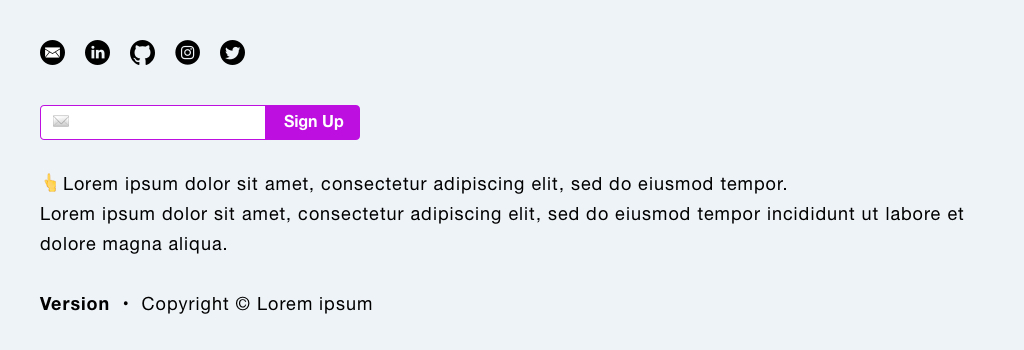 Sign Up
👆Lorem ipsum dolor sit amet, consectetur adipiscing elit, sed do eiusmod tempor.
Lorem ipsum dolor sit amet, consectetur adipiscing elit, sed do eiusmod tempor incididunt ut labore et
dolore magna aliqua.
Version · Copyright © Lorem ipsum